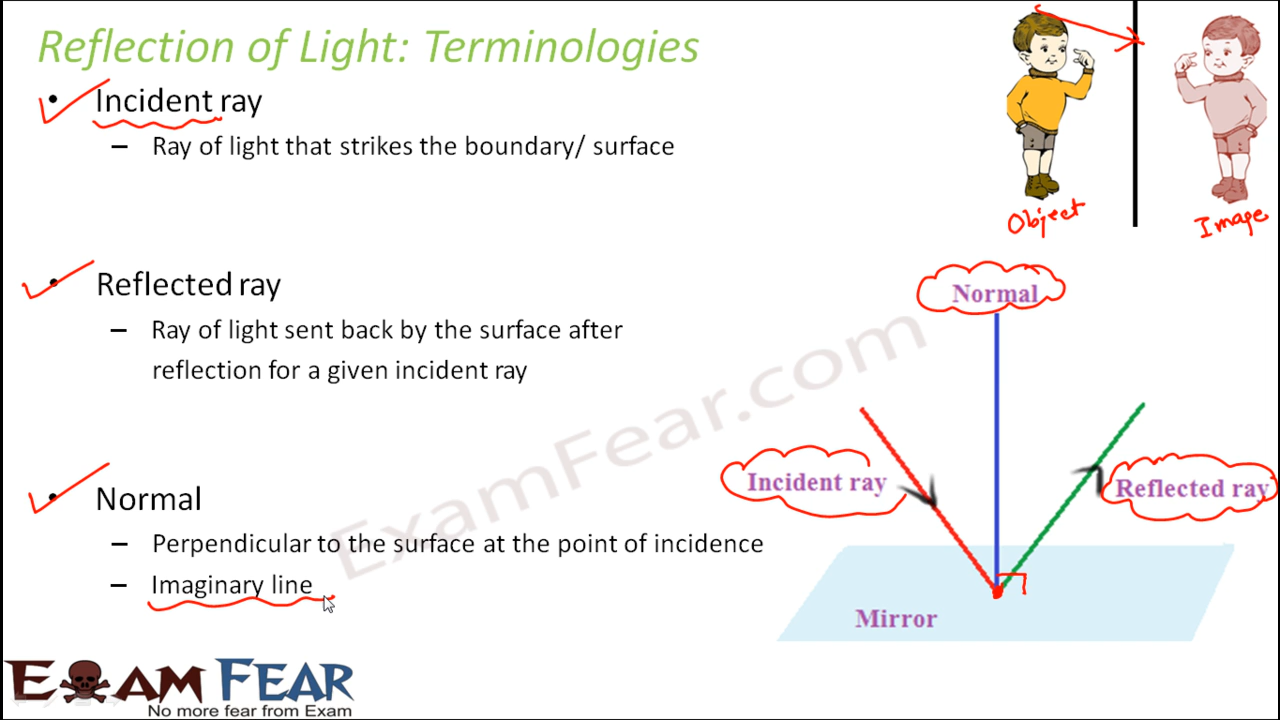 Reflection of Light: Terminologies
• Incident ray
– Ray of light that strikes the boundary/ surface
• Reflected ray
– Ray of light sent back by the surface after
reflection for a given incident ray
• Normal
– Perpendicular to the surface at the point of incidence
– Imaginary line
Object
Image
Normal
Incident ray
Reflected ray
Mirror
ExamFear.com
EXAM FEAR
No more fear from Exam